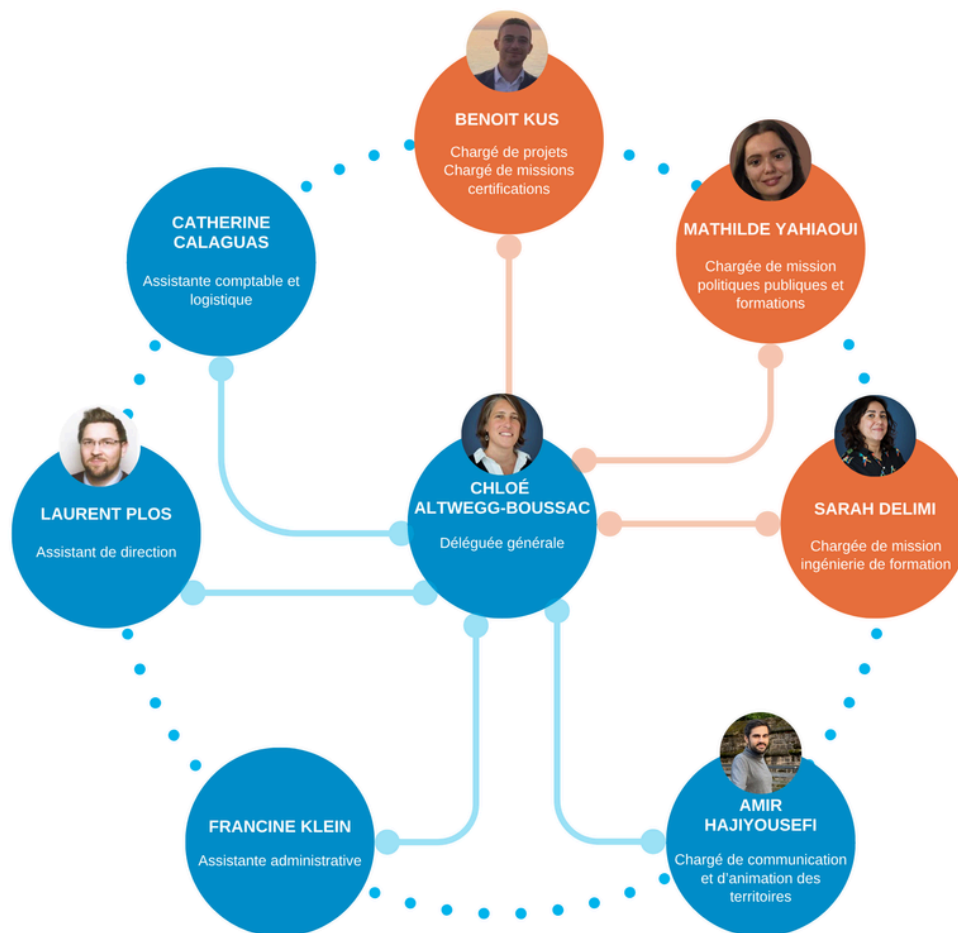 BENOIT KUS
Chargé de projets
Chargé de missions
certifications
MATHILDE YAHIAOUI
Chargée de mission
politiques publiques et
formations
CATHERINE
CALAGUAS
Assistante comptable et
logistique
LAURENT PLOS
Assistant de direction
CHLOÉ
ALTWEGG-BOUSSAC
Déléguée générale
SARAH DELIMI
Chargée de mission
ingénierie de formation
FRANCINE KLEIN
Assistante administrative
AMIR
HAJIYOUSEFI
Chargé de communication
et d'animation des
territoires